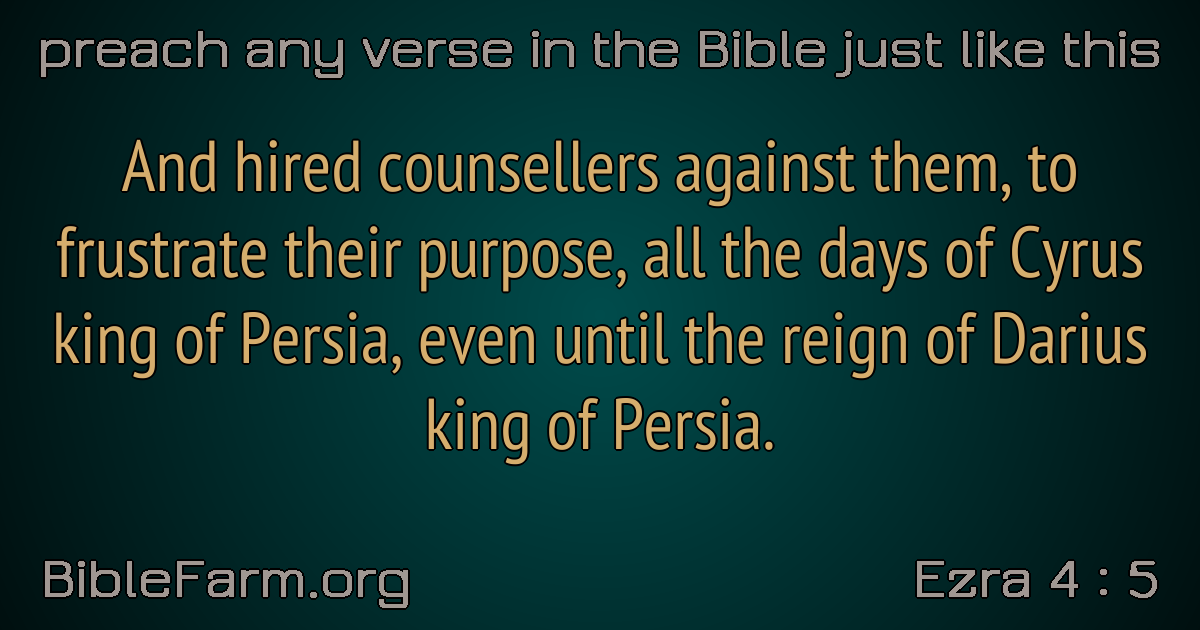 preach any verse in the Bible just like this
And hired counsellers against them, to
frustrate their purpose, all the days of Cyrus
king of Persia, even until the reign of Darius
king of Persia.
BibleFarm.org
Ezra 4 : 5